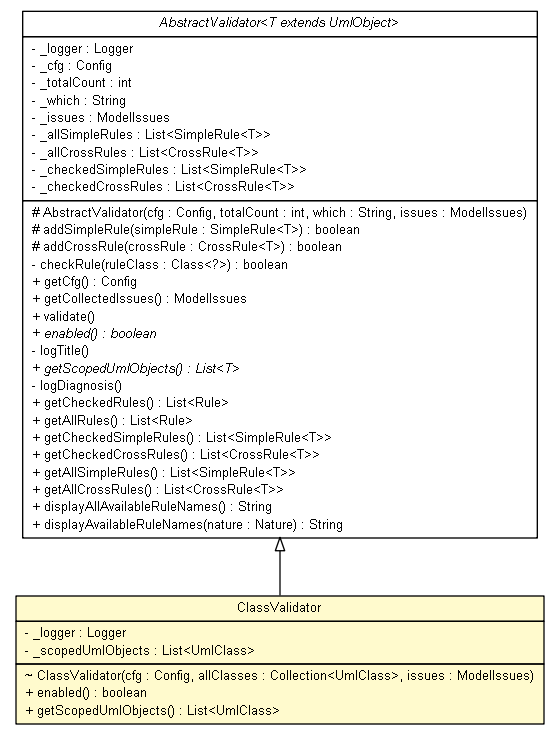 AbstractValidator<T extends UmlObject>
- _logger : Logger
- _cfg : Config
- _totalCount : int
- _which : String
- _issues : ModelIssues
- _allSimpleRules : List<SimpleRule<T>>
- _allCrossRules : List<CrossRule<T>>
- _checkedSimpleRules : List<SimpleRule<T>>
- _checkedCrossRules : List<CrossRule<T>>
# AbstractValidator(cfg : Config, totalCount : int, which : String, issues : ModelIssues)
# addSimpleRule(simpleRule : SimpleRule<T>) : boolean
# addCrossRule(crossRule : CrossRule<T>) : boolean
- checkRule(ruleClass : Class<?>) : boolean
+ getCfg() : Config
+ getCollectedIssues() : ModelIssues
+ validate()
+ enabled() : boolean
- logTitle()
+ getScopedUmlObjects() : List<T>
- logDiagnosis()
+ getCheckedRules() : List<Rule>
+ getAllRules() : List<Rule>
+ getCheckedSimpleRules() : List<SimpleRule<T>>
+ getCheckedCrossRules() : List<CrossRule<T>>
+ getAllSimpleRules() : List<SimpleRule<T>>
+ getAllCrossRules() : List<CrossRule<T>>
+ displayAllAvailableRuleNames() : String
+ displayAvailableRuleNames(nature : Nature) : String
ClassValidator
- _logger : Logger
- _scopedUmlObjects : List<UmlClass>
~ ClassValidator(cfg : Config, allClasses : Collection<UmlClass>, issues : ModelIssues)
+ enabled() : boolean
+ getScopedUmlObjects() : List<UmlClass>